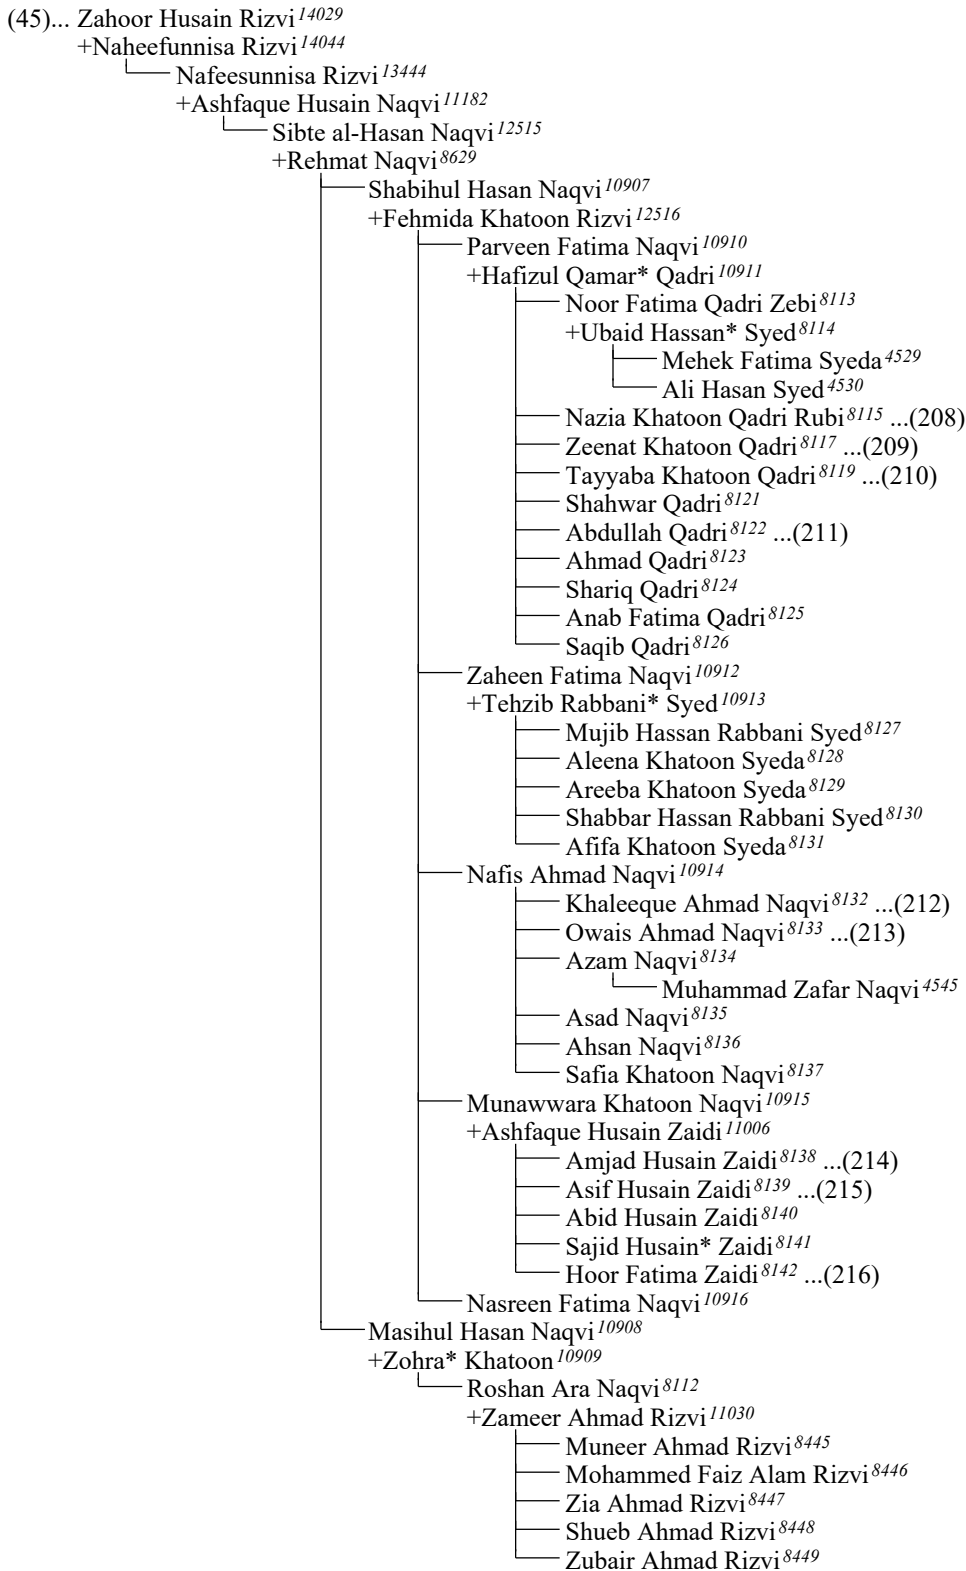 (45)... Zahoor Husain Rizvi 14029
+Naheefunnisa Rizvi 14044
Nafeesunnisa Rizvi 13444
+Ashfaque Husain Naqvi 11182
Sibte al-Hasan Naqvi 12515
+Rehmat Naqvi 8629
Shabihul Hasan Naqvi 10907
+Fehmida Khatoon Rizvi 12516
Parveen Fatima Naqvi 10910
+Hafizul Qamar* Qadri 10911
Noor Fatima Qadri Zebi 8113
+Ubaid Hassan* Syed 8114
Mehek Fatima Syeda 4529
Ali Hasan Syed 4530
Nazia Khatoon Qadri Rubi 8115 ...(208)
Zeenat Khatoon Qadri 8117 ...(209)
Tayyaba Khatoon Qadri 8119 ...(210)
Shahwar Qadri 8121
Abdullah Qadri 8122 ...(211)
Ahmad Qadri 8123
Shariq Qadri 8124
Anab Fatima Qadri 8125
Saqib Qadri 8126
Zaheen Fatima Naqvi 10912
+Tehzib Rabbani* Syed 10913
Mujib Hassan Rabbani Syed 8127
Aleena Khatoon Syeda 8128
Areeba Khatoon Syeda 8129
Shabbar Hassan Rabbani Syed 8130
Afifa Khatoon Syeda 8131
Nafis Ahmad Naqvi 10914
Khaleeque Ahmad Naqvi 8132 ...(212)
Owais Ahmad Naqvi 8133 ...(213)
Azam Naqvi 8134
Muhammad Zafar Naqvi 4545
Asad Naqvi 8135
Ahsan Naqvi 8136
Safia Khatoon Naqvi 8137
Munawwara Khatoon Naqvi 10915
+Ashfaque Husain Zaidi 11006
Amjad Husain Zaidi 8138 ...(214)
Asif Husain Zaidi 8139 ...(215)
Abid Husain Zaidi 8140
Sajid Husain* Zaidi 8141
Hoor Fatima Zaidi 8142 ...(216)
Nasreen Fatima Naqvi 10916
Masihul Hasan Naqvi 10908
+Zohra* Khatoon 10909
Roshan Ara Naqvi 8112
+Zameer Ahmad Rizvi 11030
Muneer Ahmad Rizvi 8445
Mohammed Faiz Alam Rizvi 8446
Zia Ahmad Rizvi 8447
Shueb Ahmad Rizvi 8448
Zubair Ahmad Rizvi 8449